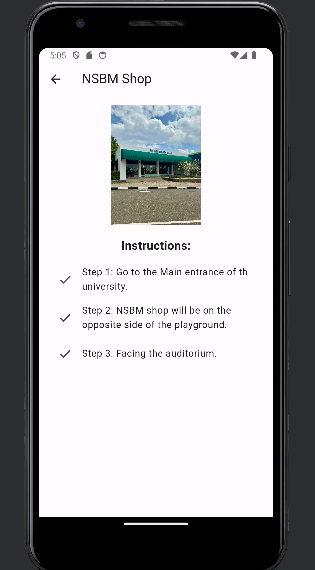 5:05
NSBM Shop
Instructions:
Step 1: Go to the Main entrance of th
university.
Step 2: NSBM shop will be on the
opposite side of the playground.
Step 3: Facing the auditorium.